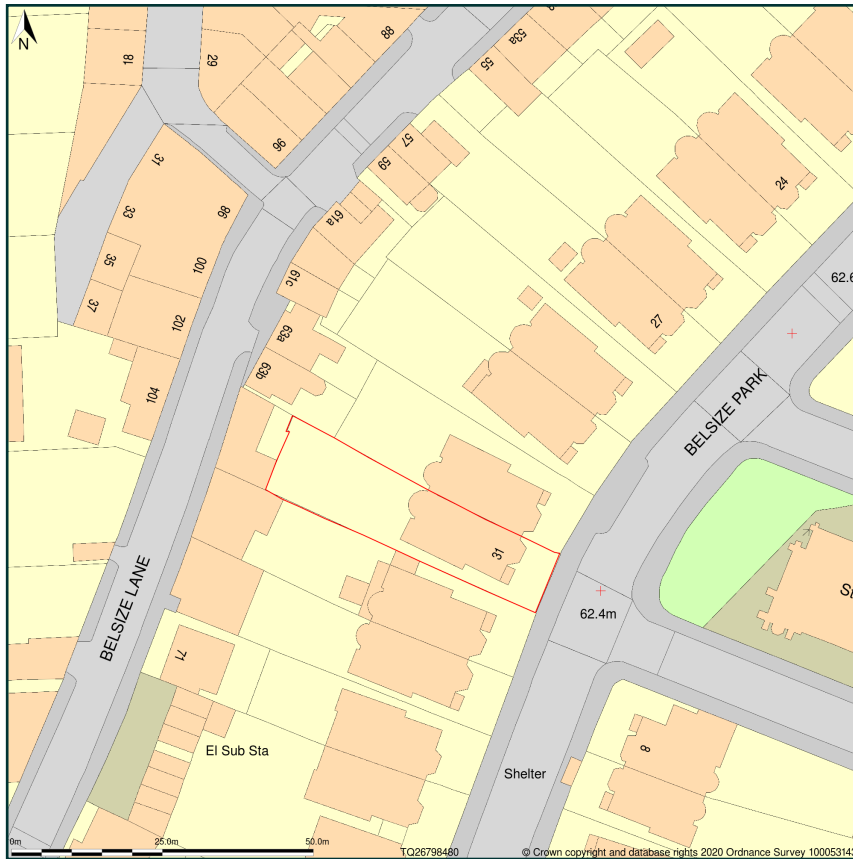 N
18
29
88
53a
55
31
96
57
59
24
33
98
61a
35
100
61c
62.6
37
102
63a
27
63b
104
BELSIZE PARK
31
62.4m
BELSIZE LANE
71
El Sub Sta
8
Shelter
0m 25.0m 50.0m
TQ26798480 © Crown copyright and database rights 2020 Ordnance Survey 100053143